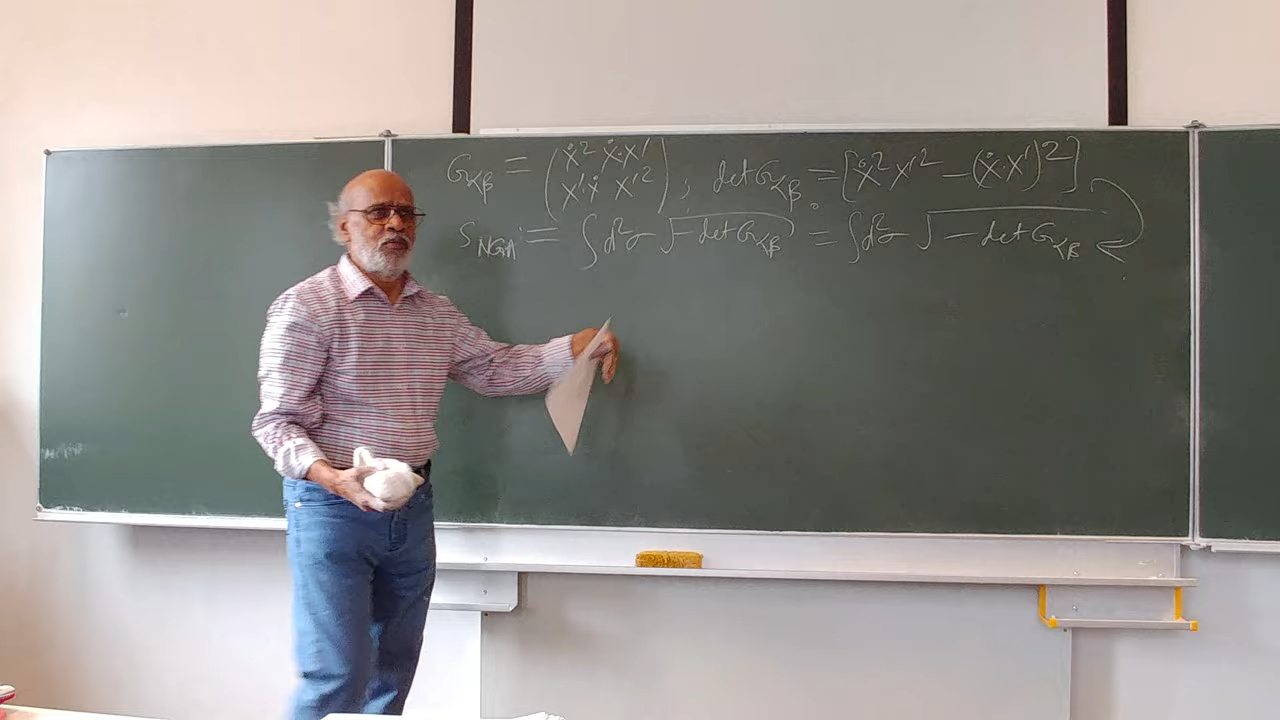 G_{αβ} = ( Ẋ² Ẋ·X′ / X′·Ẋ X′² ), det G_{αβ} = [Ẋ² X′² − (Ẋ·X′)²]
S_{NGA} := ∫d²σ √(−det G_{αβ}) = ∫d²σ √(−det G_{αβ})